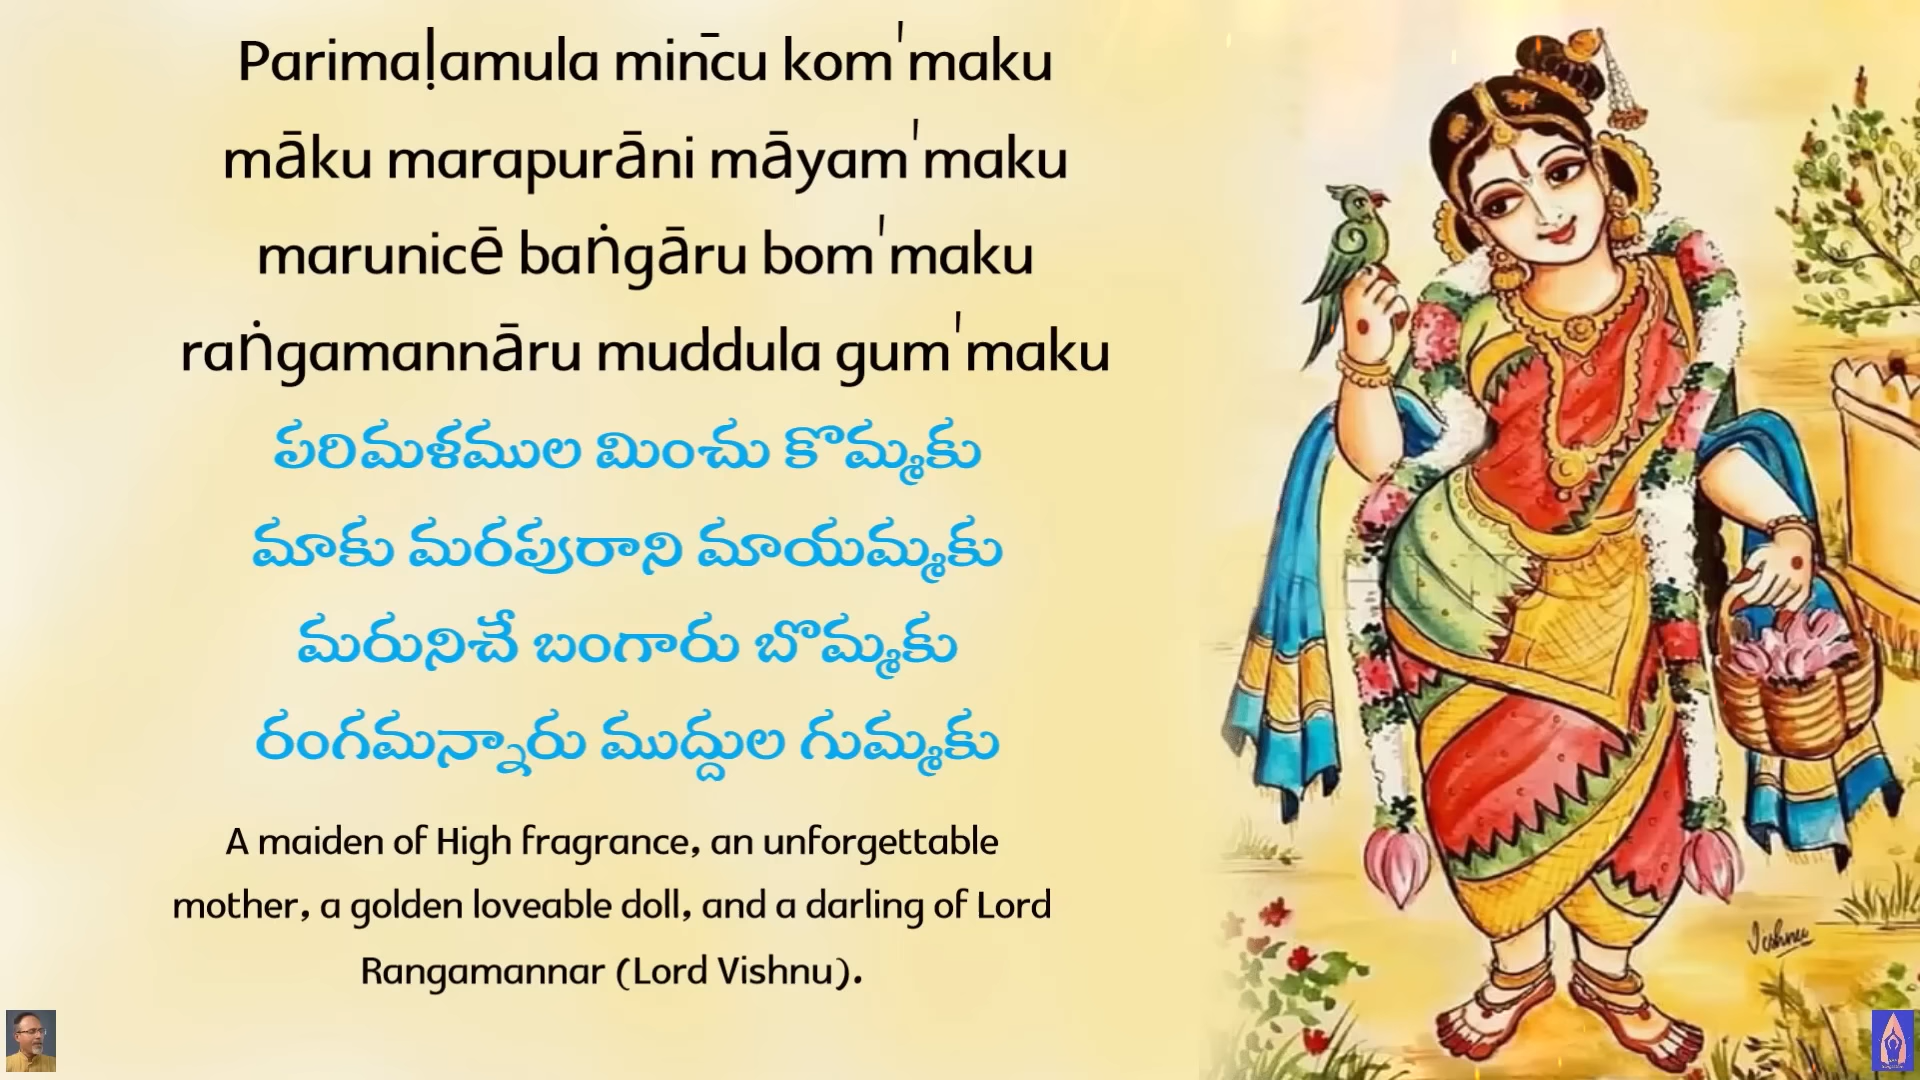 Parimaḷamula min̄cu kom'maku
māku marapurāni māyam'maku
marunicē baṅgāru bom'maku
raṅgamannāru muddula gum'maku
పరిమళముల మించు కొమ్మకు
మాకు మరపురాని మాయమ్మకు
మరునిచే బంగారు బొమ్మకు
రంగమన్నారు ముద్దుల గుమ్మకు
A maiden of High fragrance, an unforgettable
mother, a golden loveable doll, and a darling of Lord
Rangamannar (Lord Vishnu).
Vishnu